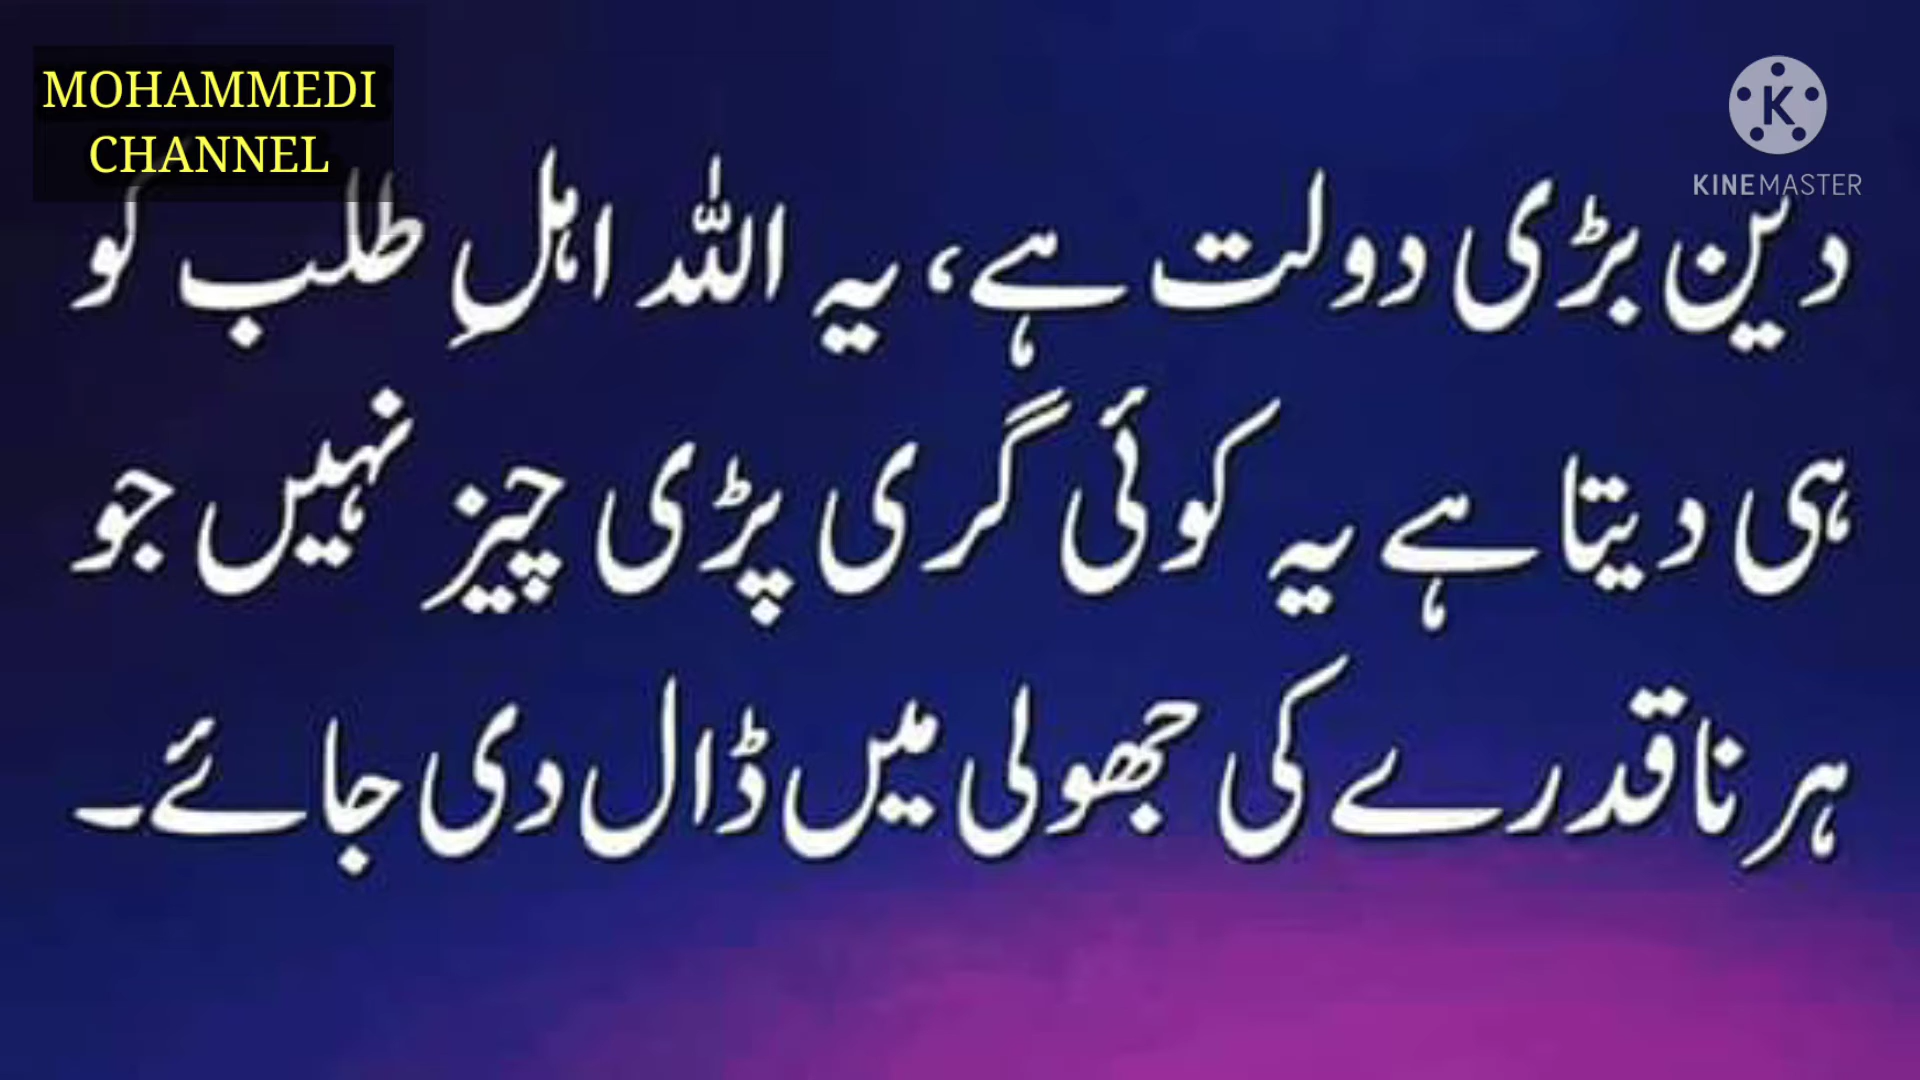 MOHAMMEDI
CHANNEL
KINEMASTER
دین بڑی دولت ہے، یہ اللہ اہلِ طلب کو
ہی دیتا ہے یہ کوئی گری پڑی چیز نہیں جو
ہر ناقدرے کی جھولی میں ڈال دی جائے۔